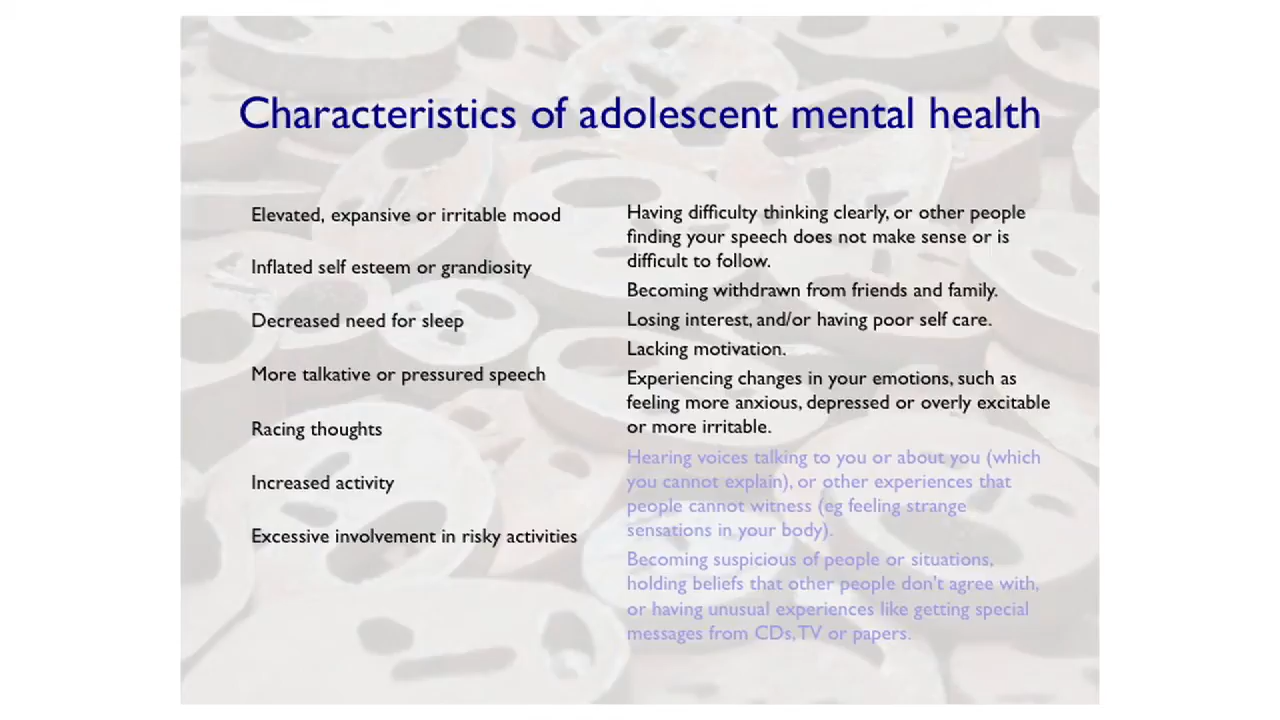 Characteristics of adolescent mental health
Elevated, expansive or irritable mood
Inflated self esteem or grandiosity
Decreased need for sleep
More talkative or pressured speech
Racing thoughts
Increased activity
Excessive involvement in risky activities
Having difficulty thinking clearly, or other people
finding your speech does not make sense or is
difficult to follow.
Becoming withdrawn from friends and family.
Losing interest, and/or having poor self care.
Lacking motivation.
Experiencing changes in your emotions, such as
feeling more anxious, depressed or overly excitable
or more irritable.
Hearing voices talking to you or about you (which
you cannot explain), or other experiences that
people cannot witness (eg feeling strange
sensations in your body).
Becoming suspicious of people or situations,
holding beliefs that other people don't agree with,
or having unusual experiences like getting special
messages from CDs, TV or papers.